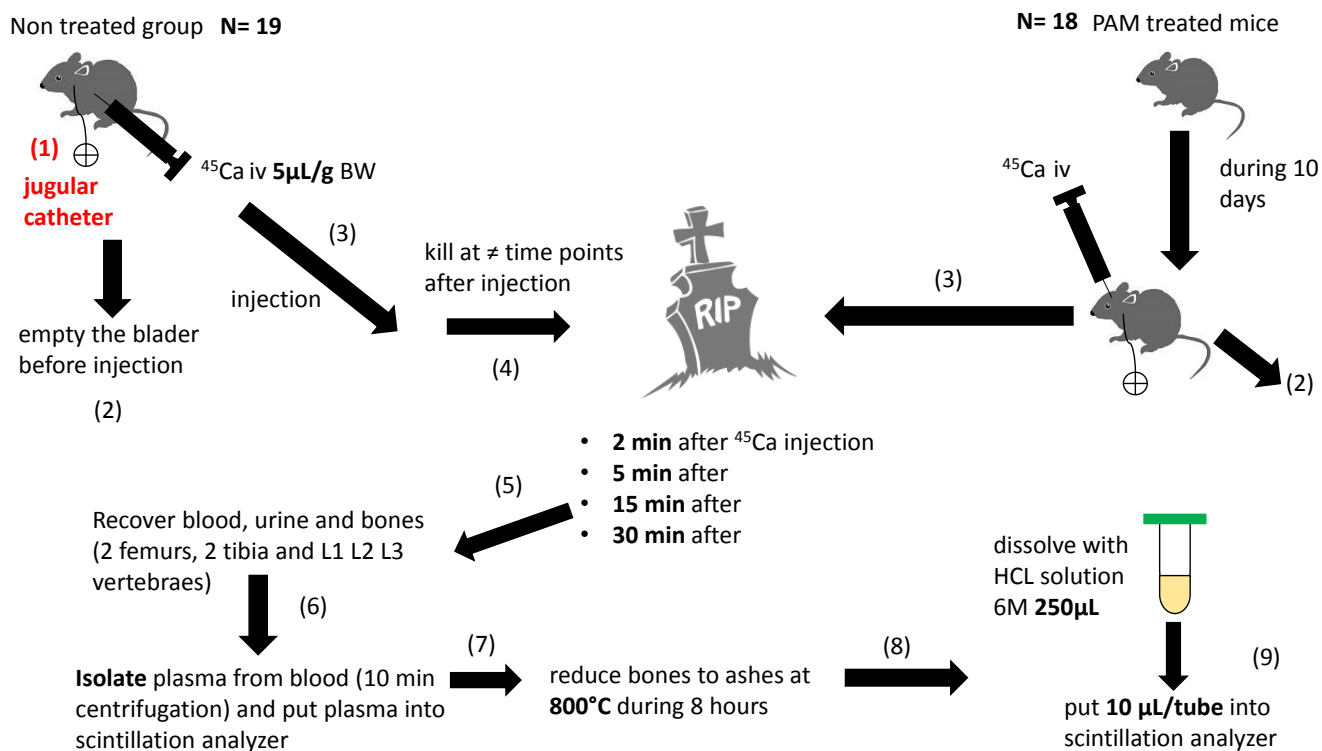 Non treated group N= 19
N= 18 PAM treated mice
(1)
jugular
catheter
⁴⁵Ca iv 5µL/g BW
(3)
injection
empty the blader
before injection
(2)
kill at ≠ time points
after injection
(4)
RIP
⁴⁵Ca iv
during 10
days
(3)
(2)
• 2 min after ⁴⁵Ca injection
• 5 min after
• 15 min after
• 30 min after
(5)
Recover blood, urine and bones
(2 femurs, 2 tibia and L1 L2 L3
vertebraes)
(6)
Isolate plasma from blood (10 min
centrifugation) and put plasma into
scintillation analyzer
(7)
reduce bones to ashes at
800°C during 8 hours
(8)
dissolve with
HCL solution
6M 250µL
(9)
put 10 µL/tube into
scintillation analyzer